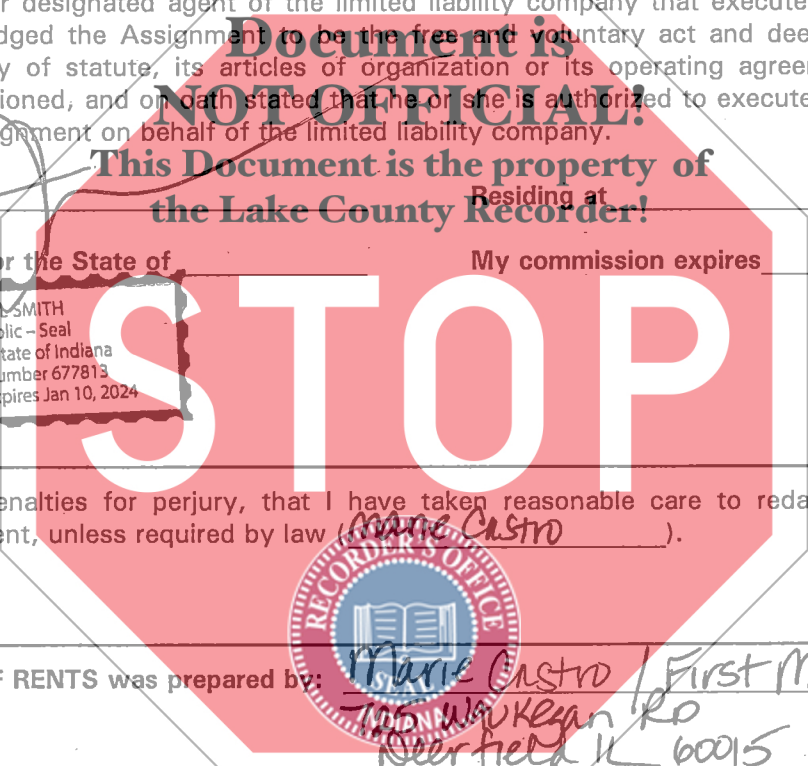 r designated agent of the limited liability company that execute
dged the Assignment to be the free and voluntary act and dee
Document is
y of statute, its articles of organization or its operating agree
NOT OFFICIAL!
ioned, and on oath stated that he or she is authorized to execute
gnment on behalf of the limited liability company.
This Document is the property of
Residing at
the Lake County Recorder!
or the State of My commission expires
STOP
L SMITH
blic – Seal
tate of Indiana
umber 677813
pires Jan 10, 2024
enalties for perjury, that I have taken reasonable care to reda
ent, unless required by law (Marie Castro).
RECORDER'S OFFICE
SEAL
INDIANA
F RENTS was prepared by: Marie Castro / First M
725 Waukegan RD
Deerfield IL 60015